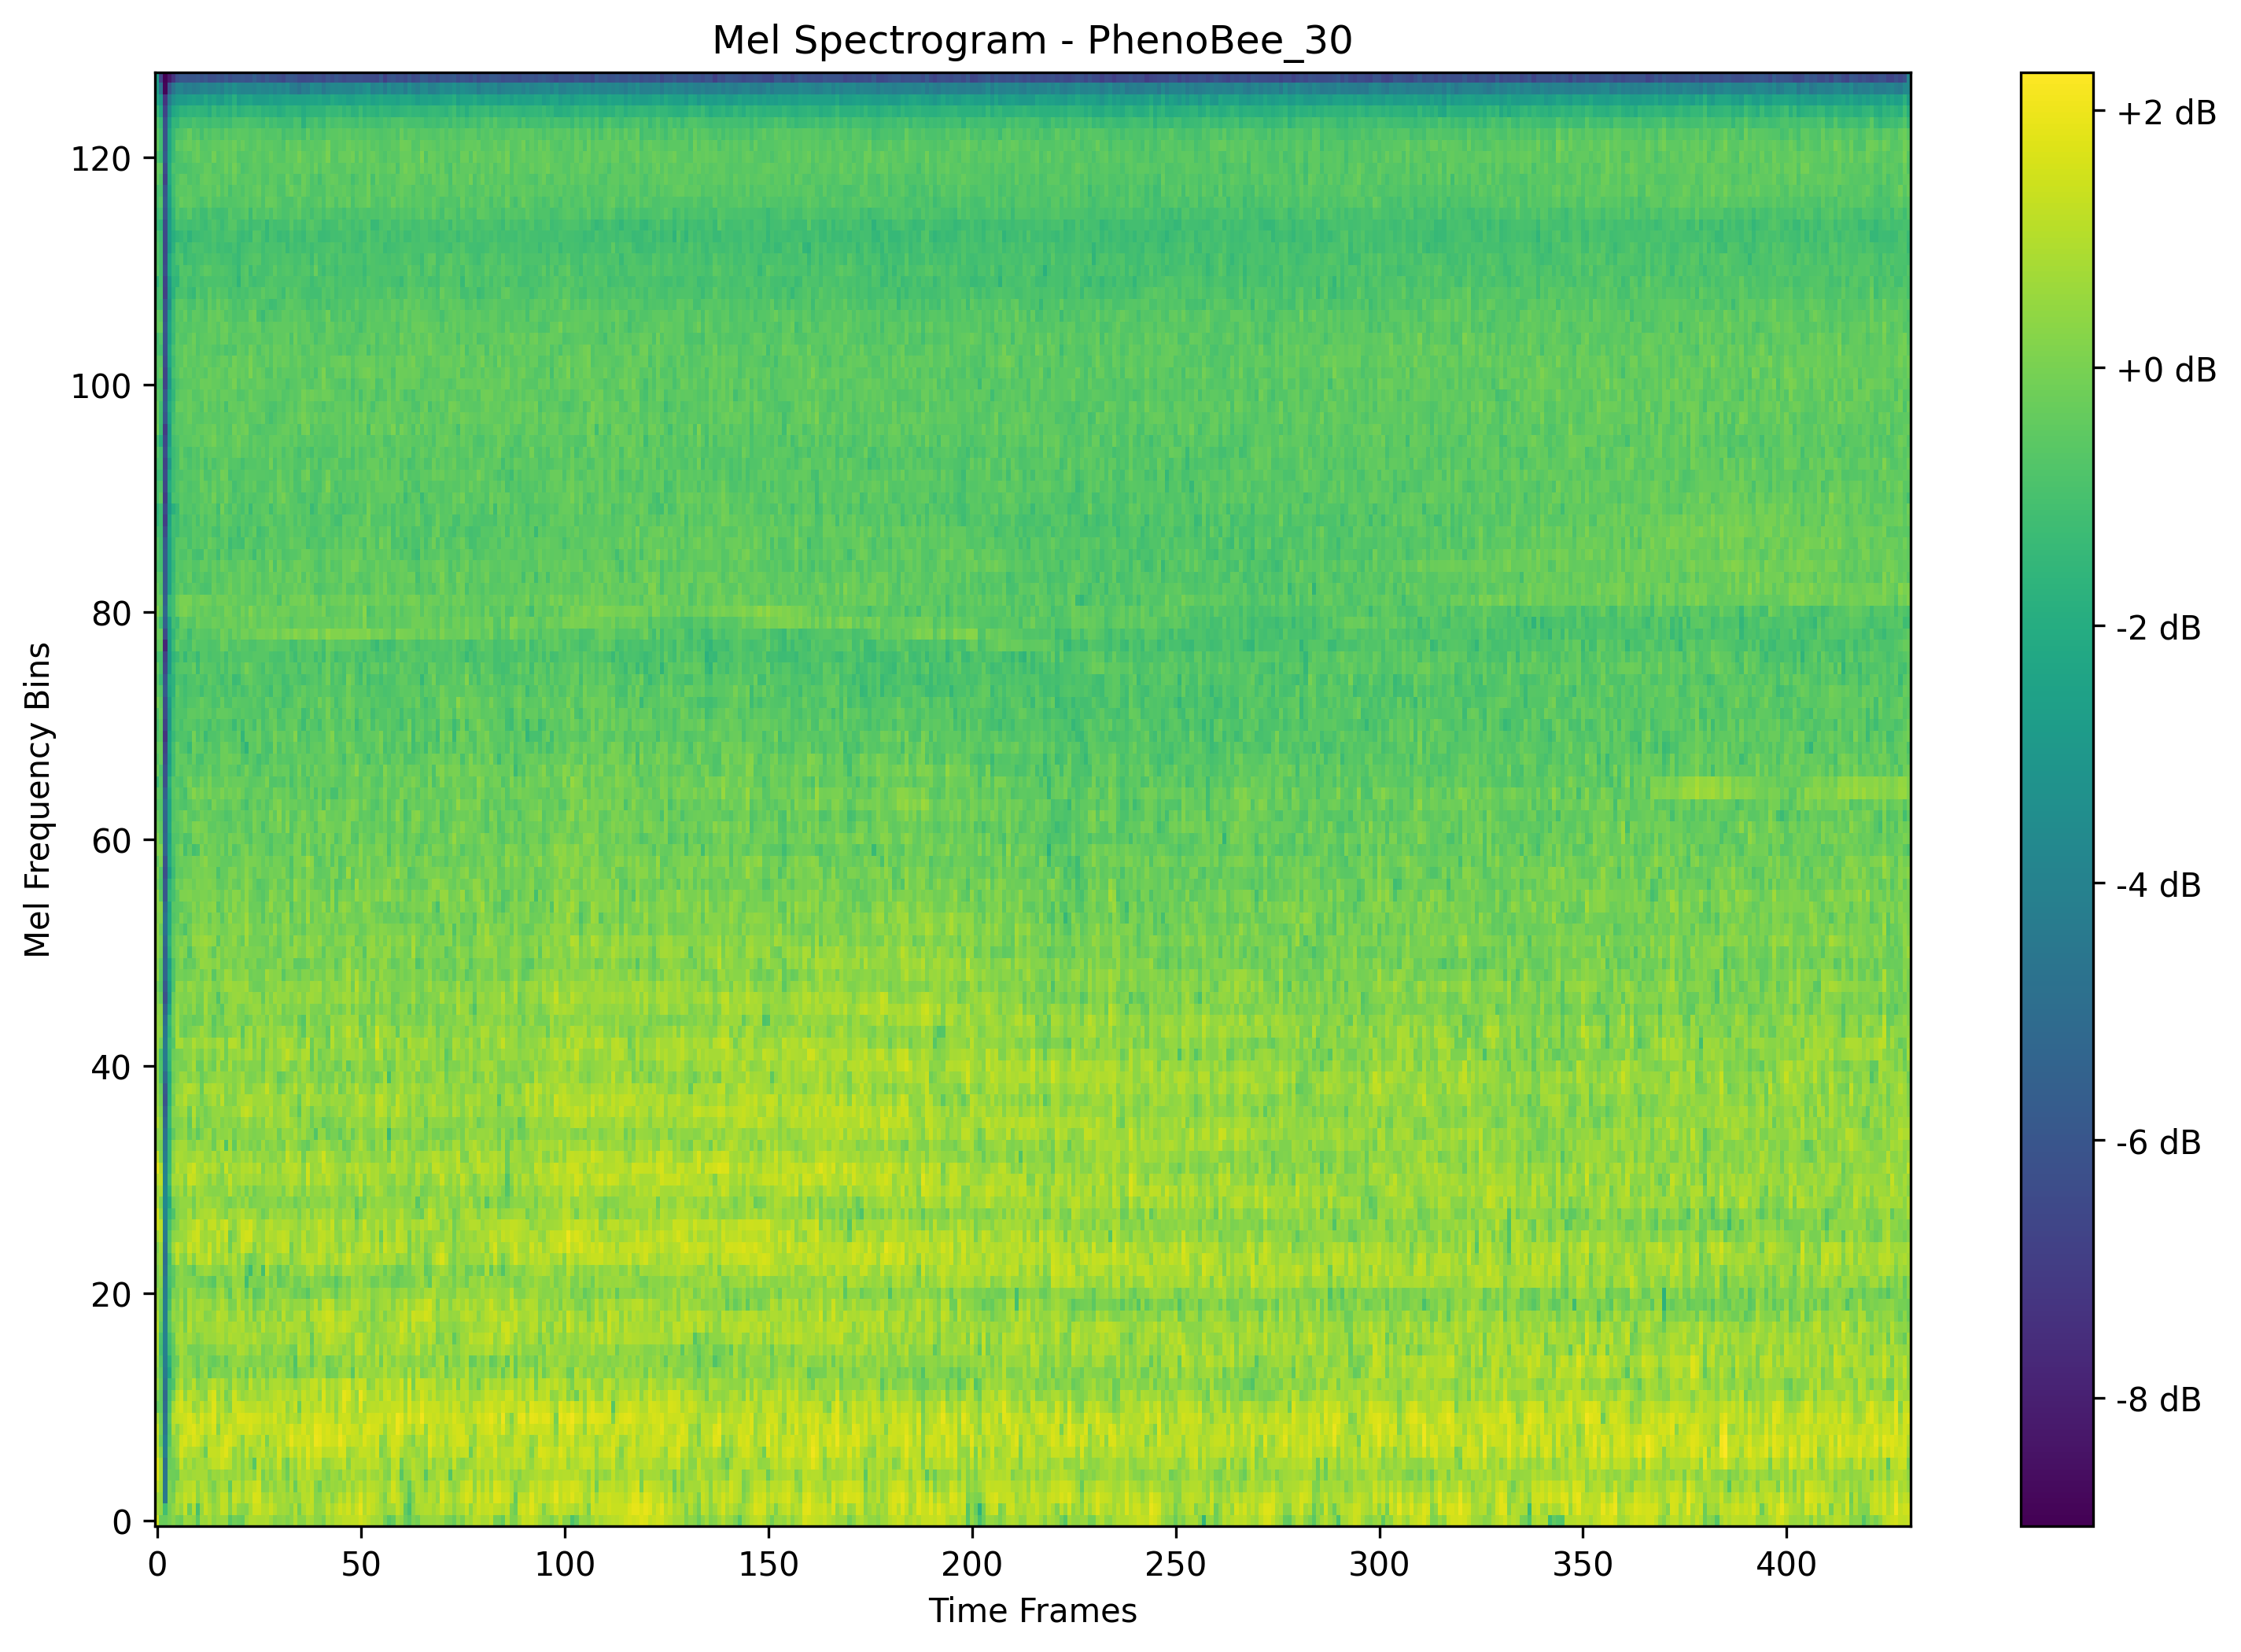 Mel Spectrogram - PhenoBee_30
Mel Frequency Bins
120
100
80
60
40
20
0
0 50 100 150 200 250 300 350 400
Time Frames
+2 dB
+0 dB
-2 dB
-4 dB
-6 dB
-8 dB